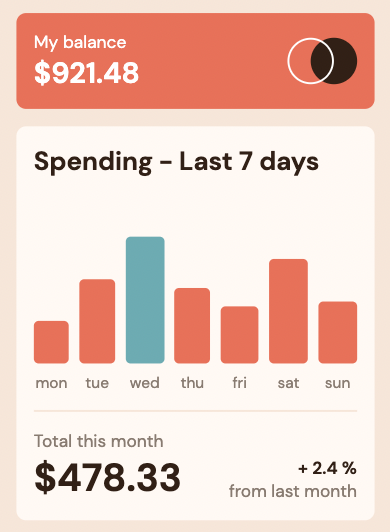 My balance
$921.48
Spending - Last 7 days
mon tue wed thu fri sat sun
Total this month
$478.33
+ 2.4 %
from last month